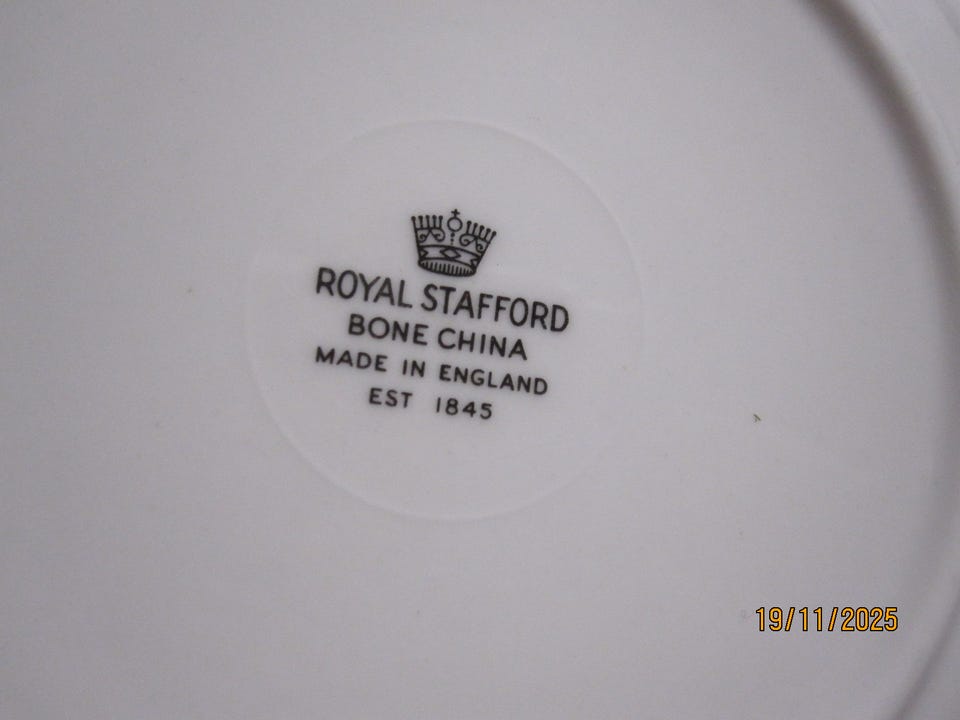 ROYAL STAFFORD
BONE CHINA
MADE IN ENGLAND
EST 1845
19/11/2025